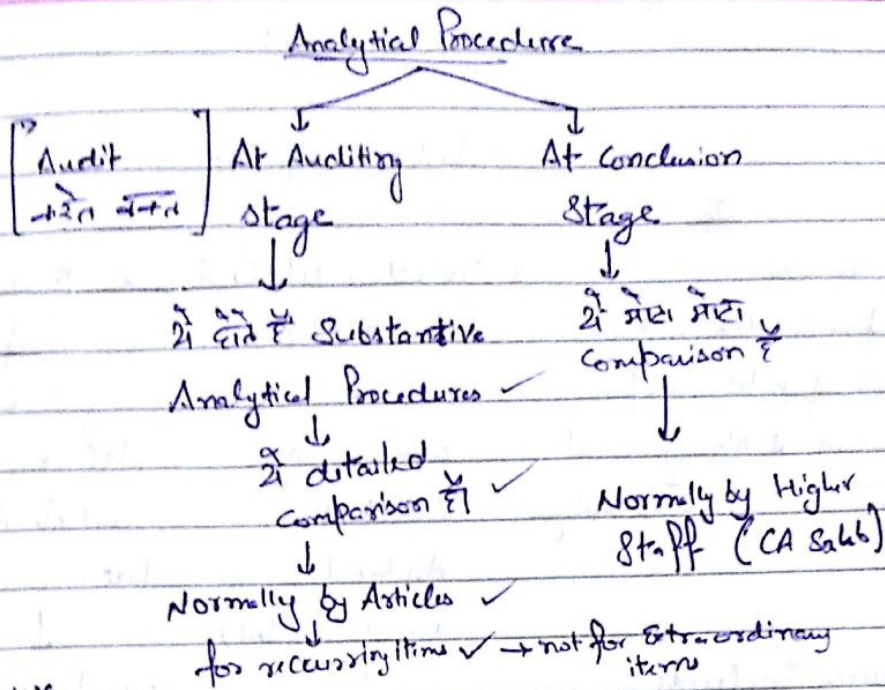 Analytical Procedure
Audit
करते वक्त
At Auditing
stage
ये होते हैं Substantive
Analytical Procedures ✓
ये detailed
Comparison है। ✓
Normally by Articles ✓
for recurring items ✓ → not for Extraordinary
items
At Conclusion
Stage
ये मोटा मोटा
Comparison है
Normally by Higher
Staff (CA Saheb)